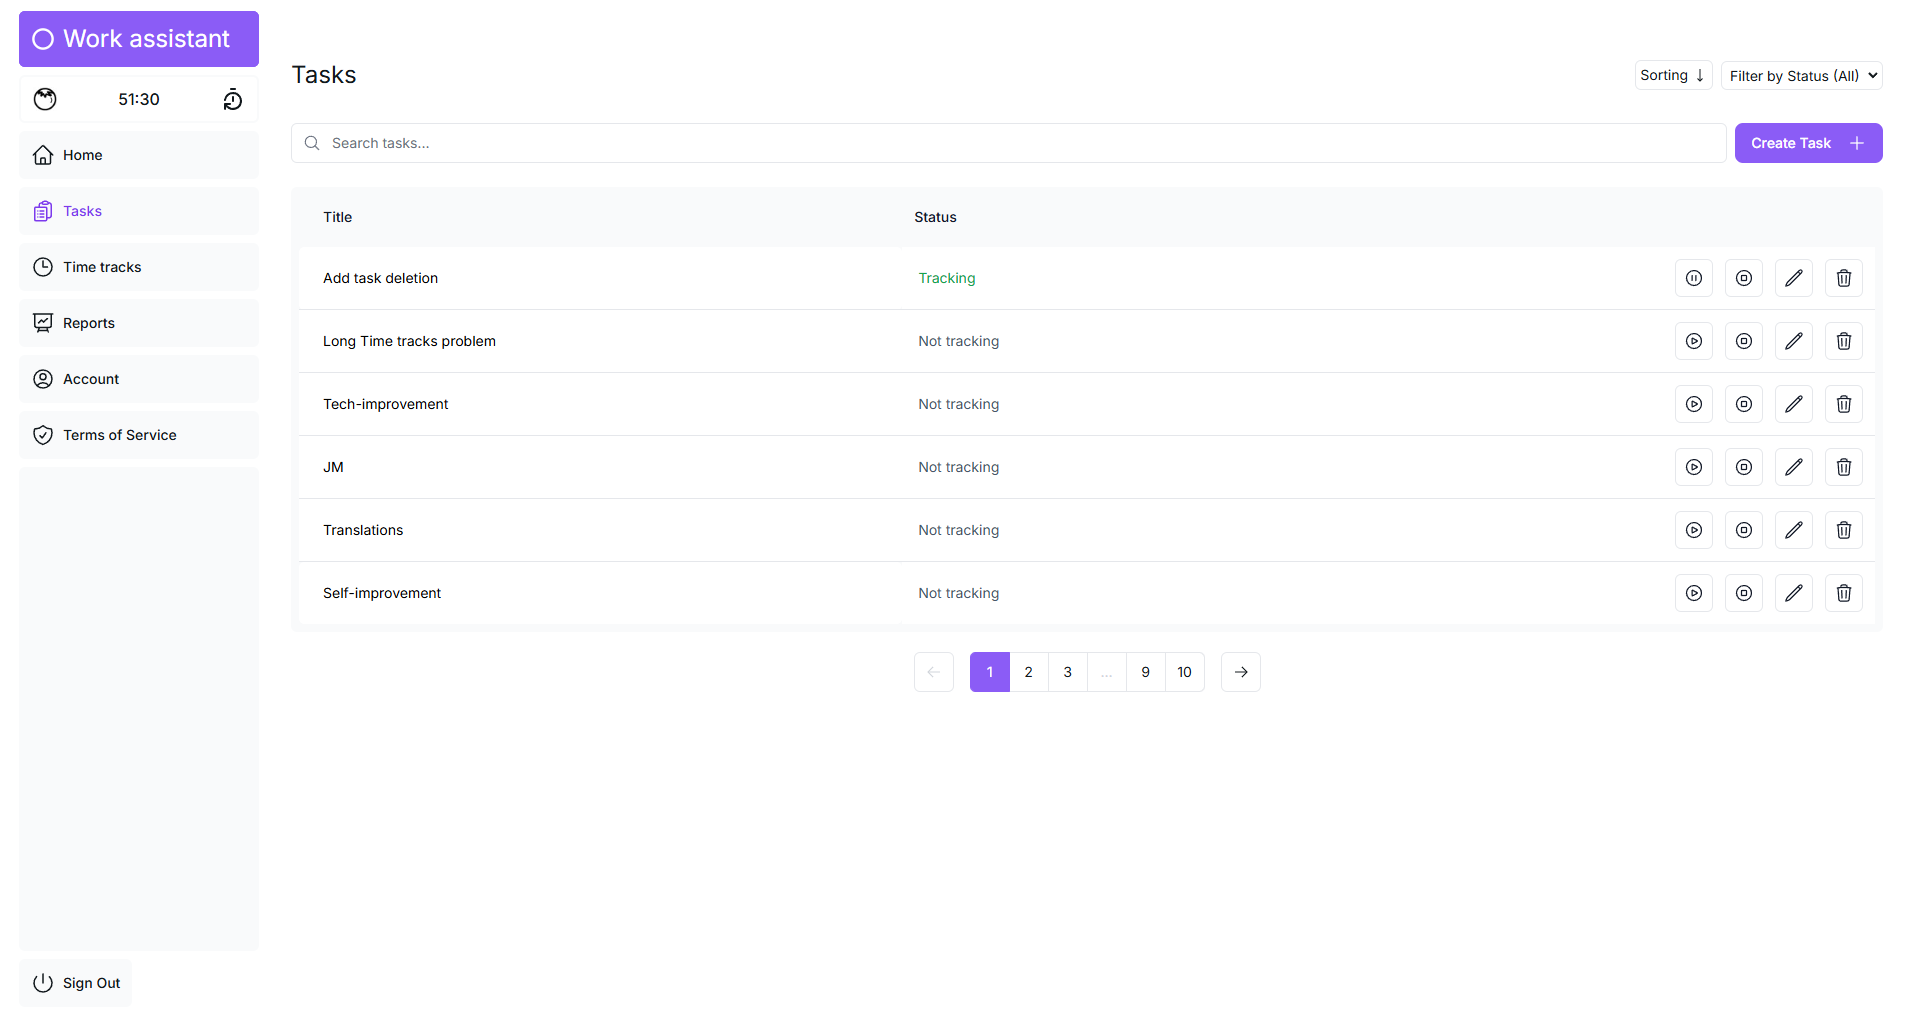 Work assistant
51:30
Home
Tasks
Time tracks
Reports
Account
Terms of Service
Sign Out
Tasks
Sorting ↓ Filter by Status (All)
Search tasks...
Create Task +
Title Status
Add task deletion Tracking
Long Time tracks problem Not tracking
Tech-improvement Not tracking
JM Not tracking
Translations Not tracking
Self-improvement Not tracking
← 1 2 3 ... 9 10 →